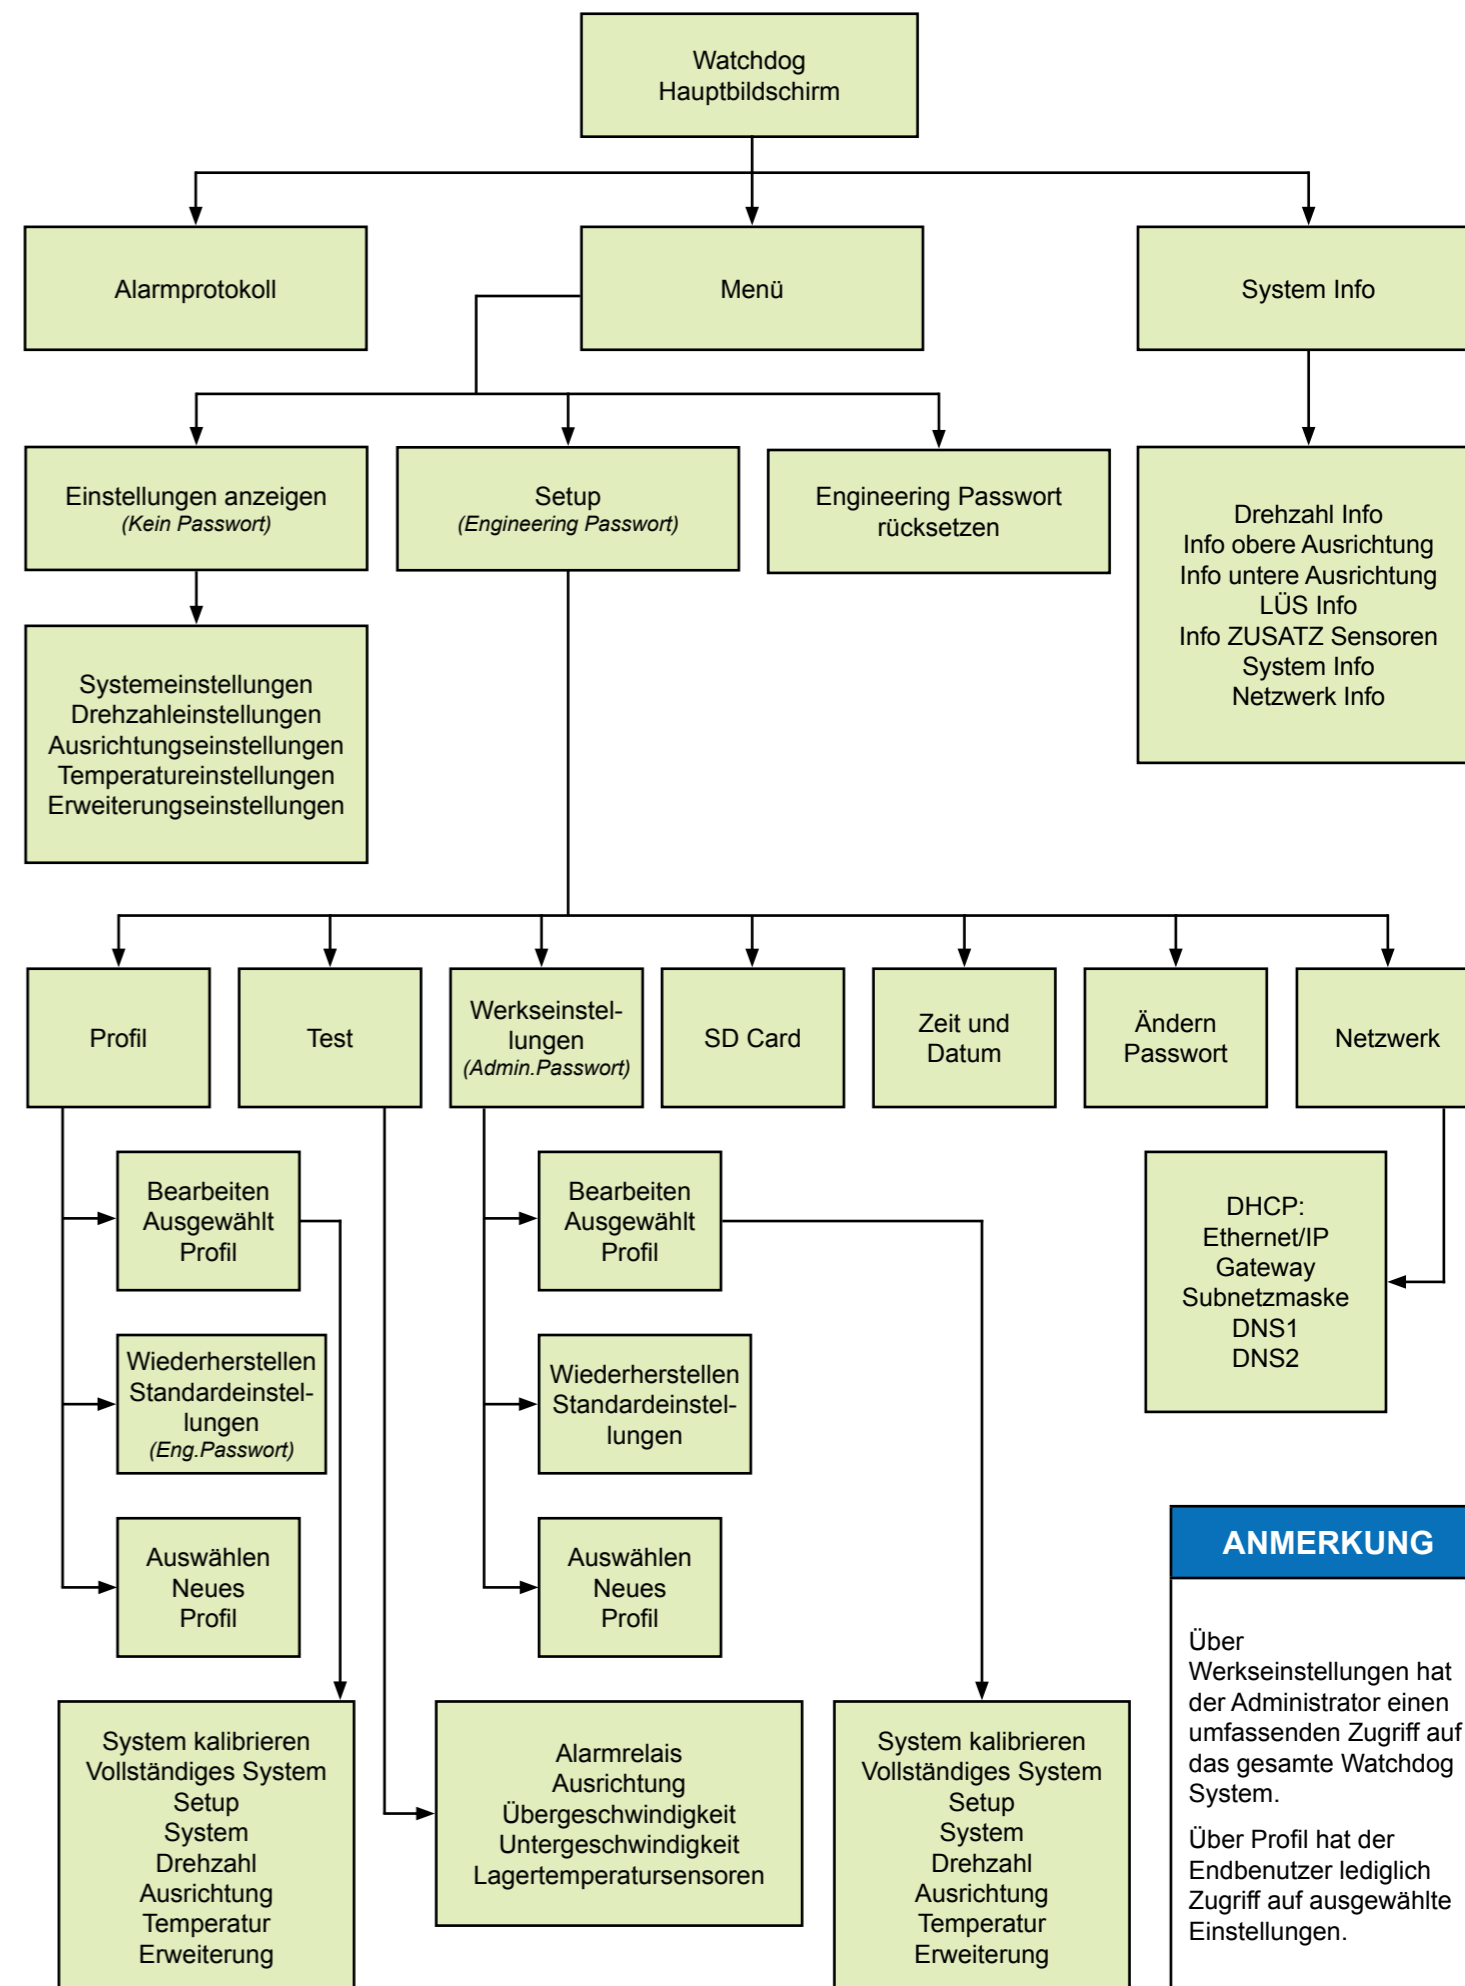 Watchdog
Hauptbildschirm
Alarmprotokoll
Menü
System Info
Einstellungen anzeigen
(Kein Passwort)
Setup
(Engineering Passwort)
Engineering Passwort
rücksetzen
Drehzahl Info
Info obere Ausrichtung
Info untere Ausrichtung
LÜS Info
Info ZUSATZ Sensoren
System Info
Netzwerk Info
Systemeinstellungen
Drehzahleinstellungen
Ausrichtungseinstellungen
Temperatureinstellungen
Erweiterungseinstellungen
Profil
Test
Werkseinstel-
lungen
(Admin.Passwort)
SD Card
Zeit und
Datum
Ändern
Passwort
Netzwerk
Bearbeiten
Ausgewählt
Profil
Wiederherstellen
Standardeinstel-
lungen
(Eng.Passwort)
Auswählen
Neues
Profil
Bearbeiten
Ausgewählt
Profil
Wiederherstellen
Standardeinstel-
lungen
Auswählen
Neues
Profil
DHCP:
Ethernet/IP
Gateway
Subnetzmaske
DNS1
DNS2
System kalibrieren
Vollständiges System
Setup
System
Drehzahl
Ausrichtung
Temperatur
Erweiterung
Alarmrelais
Ausrichtung
Übergeschwindigkeit
Untergeschwindigkeit
Lagertemperatursensoren
System kalibrieren
Vollständiges System
Setup
System
Drehzahl
Ausrichtung
Temperatur
Erweiterung
ANMERKUNG
Über
Werkseinstellungen hat
der Administrator einen
umfassenden Zugriff auf
das gesamte Watchdog
System.
Über Profil hat der
Endbenutzer lediglich
Zugriff auf ausgewählte
Einstellungen.